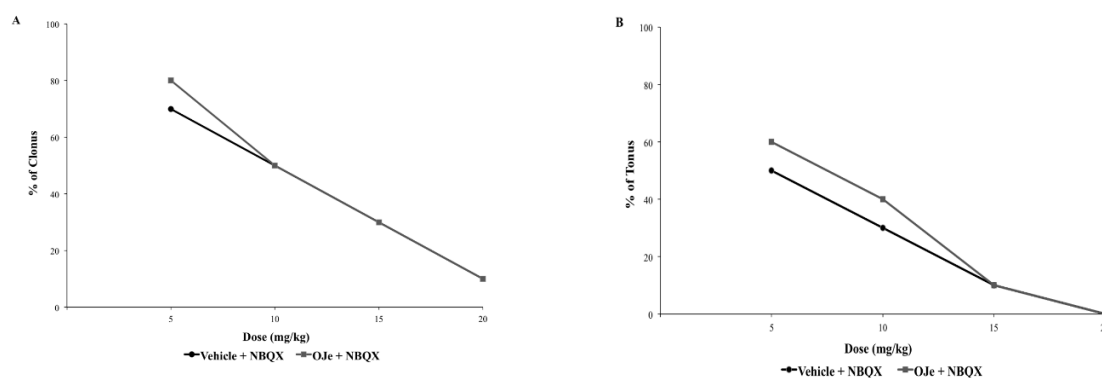 A
100
80
60
40
20
0
% of Clonus
5 10 15 20
Dose (mg/kg)
Vehicle + NBQX OJe + NBQX
B
100
80
60
40
20
0
% of Tonus
5 10 15
Dose (mg/kg)
Vehicle + NBQX OJe + NBQX